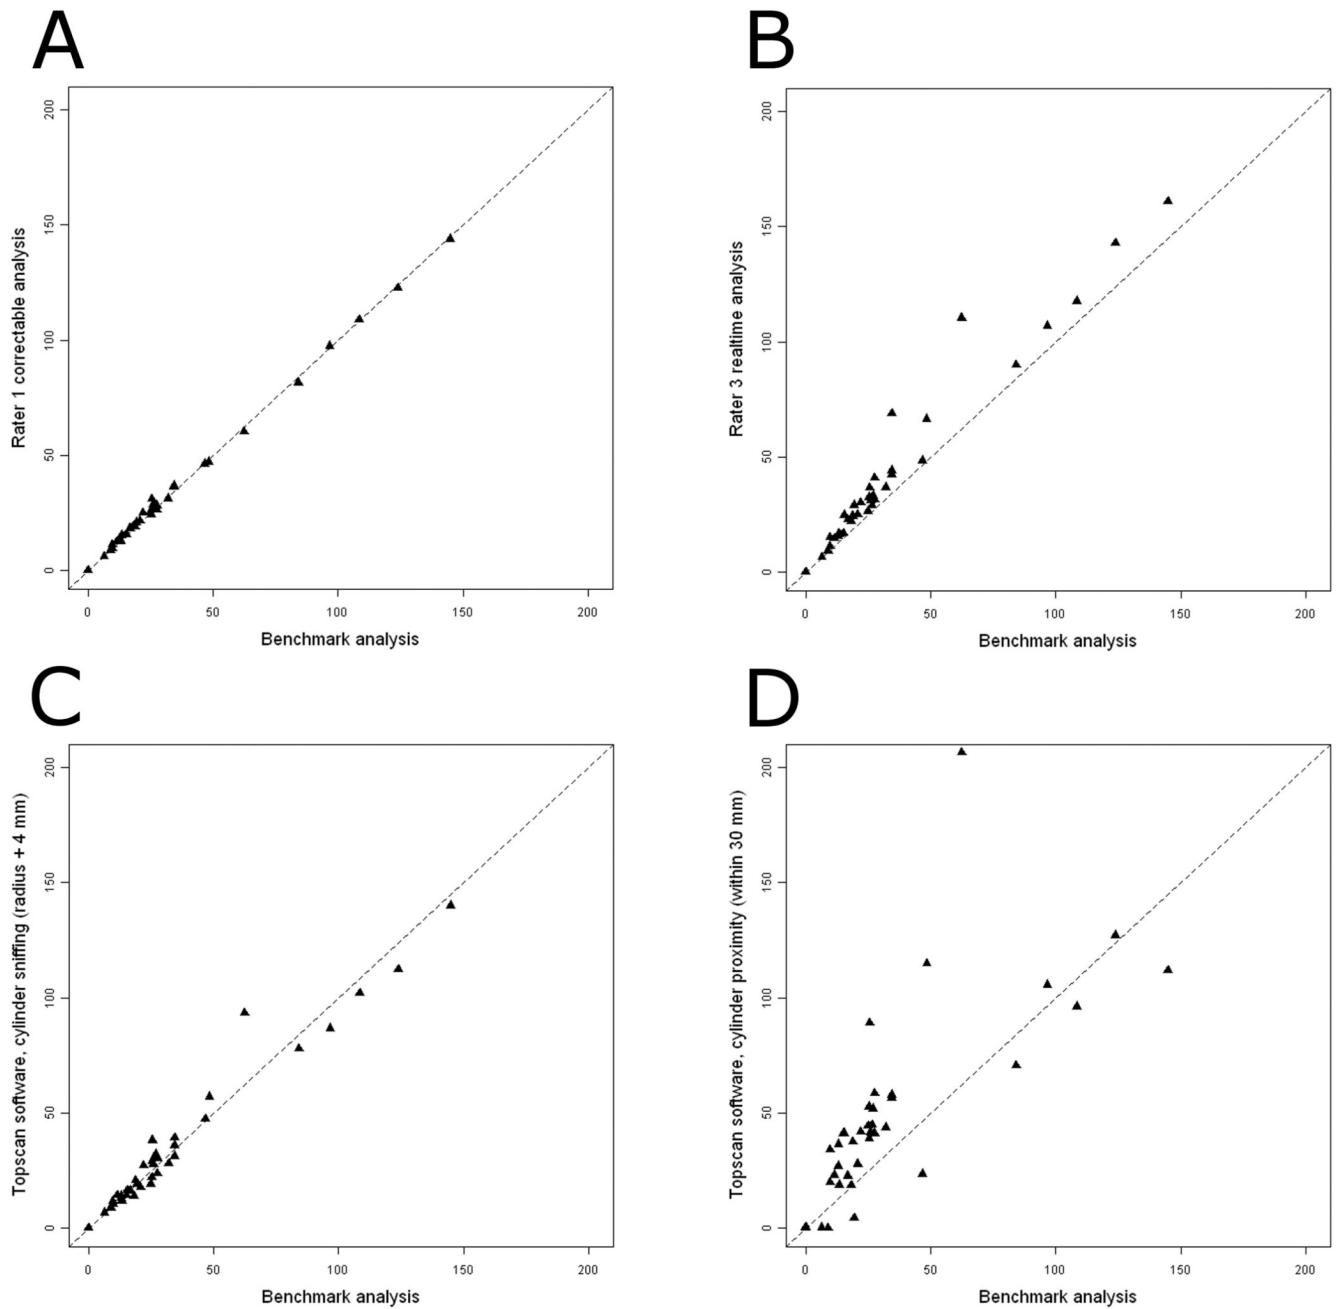 A
Rater 1 correctable analysis
200
150
100
50
0
0 50 100 150 200
Benchmark analysis
B
Rater 3 realtime analysis
200
150
100
50
0
0 50 100 150 200
Benchmark analysis
C
Topscan software, cylinder sniffing (radius + 4 mm)
200
150
100
50
0
0 50 100 150 200
Benchmark analysis
D
Topscan software, cylinder proximity (within 30 mm)
200
150
100
50
0
0 50 100 150 200
Benchmark analysis